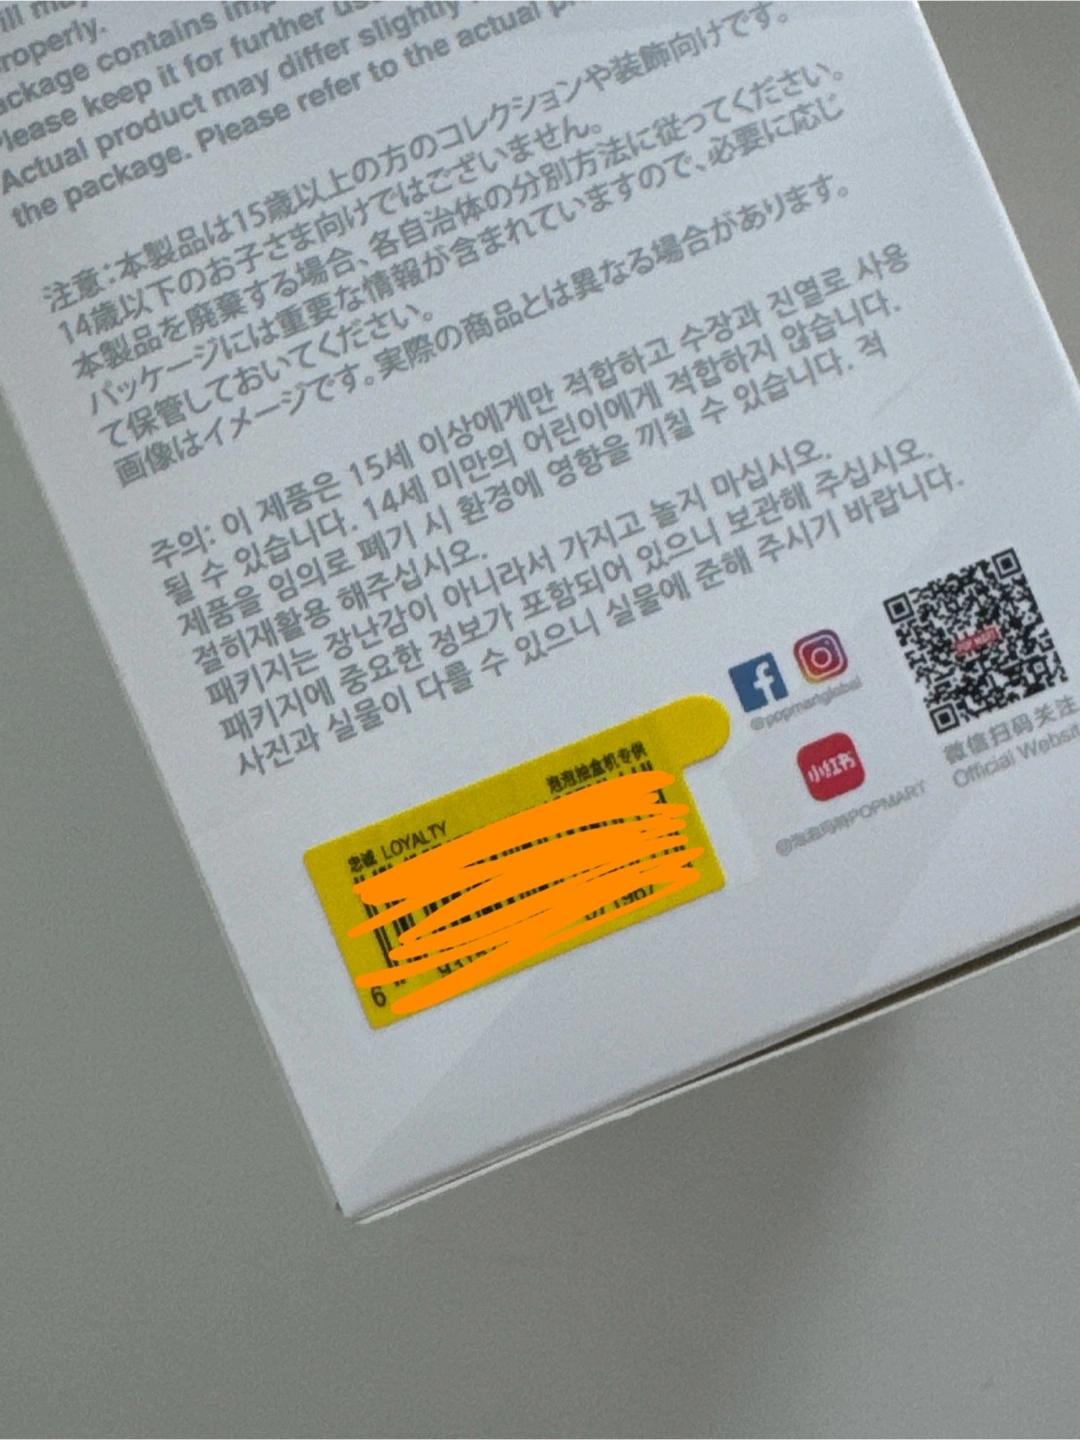 properly.
package contains
Please keep it for further
Actual product may differ slightly
the package. Please refer to the actual
注意：本製品は15歳以上の方のコレクションや装飾向けです。
14歳以下のお子さま向けではございません。
本製品を廃棄する場合、各自治体の分別方法に従ってください。
パッケージには重要な情報が含まれていますので、必要に応じ
て保管しておいてください。
画像はイメージです。実際の商品とは異なる場合があります。
주의: 이 제품은 15세 이상에게만 적합하고 수장과 진열로 사용
될 수 있습니다. 14세 미만의 어린이에게 적합하지 않습니다.
제품을 임의로 폐기 시 환경에 영향을 끼칠 수 있습니다. 적
절히재활용 해주십시오.
패키지는 장난감이 아니라서 가지고 놀지 마십시오.
패키지에 중요한 정보가 포함되어 있으니 보관해 주십시오.
사진과 실물이 다를 수 있으니 실물에 준해 주시기 바랍니다.
@popmartglobal
小红书
@泡泡玛特POPMART
POP MART
微信扫码关注
Official Website
泡泡抽盒机专供
忠诚 LOYALTY
6